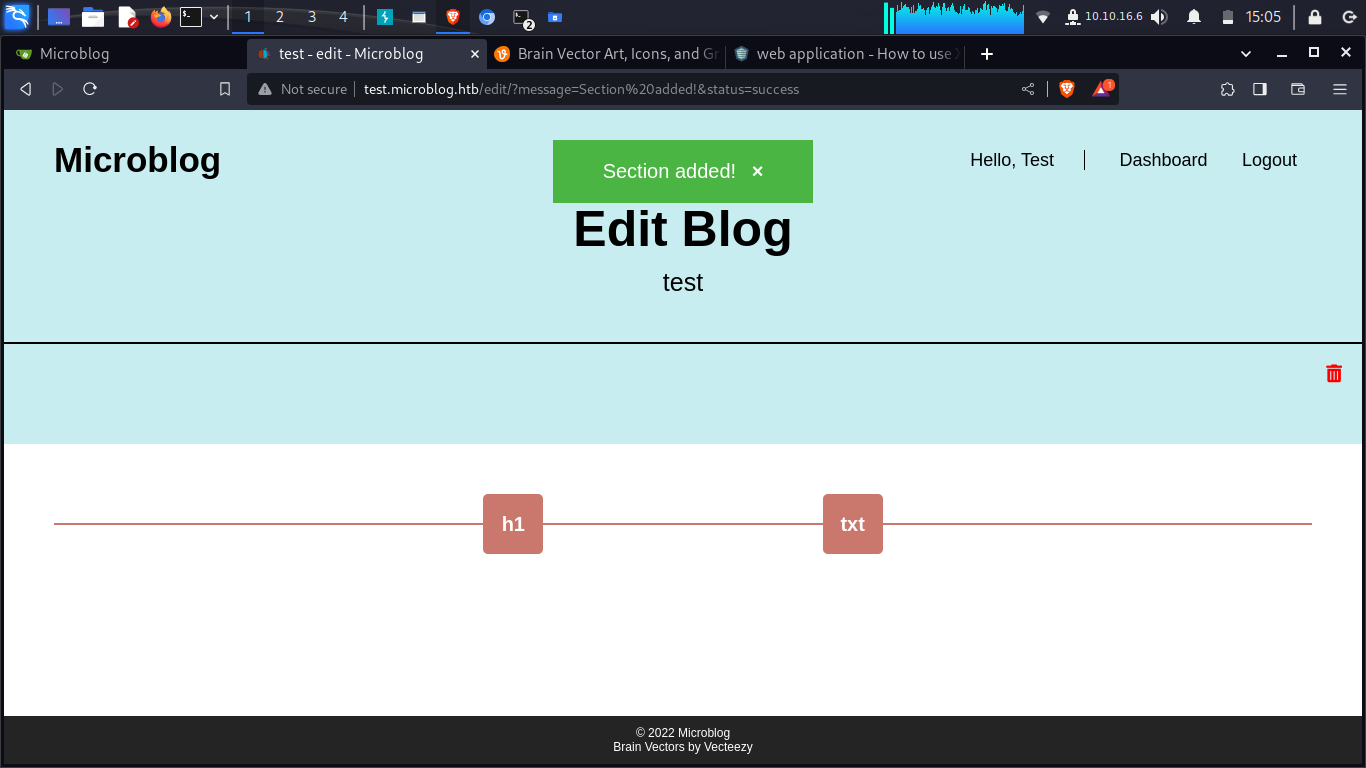 1 2 3 4 2 10.10.16.6 15:05
Microblog test - edit - Microblog × Brain Vector Art, Icons, and Gr web application - How to use X +
Not secure test.microblog.htb/edit/?message=Section%20added!&status=success 1
Microblog
Section added! ×
Hello, Test Dashboard Logout
Edit Blog
test
h1 txt
© 2022 Microblog
Brain Vectors by Vecteezy